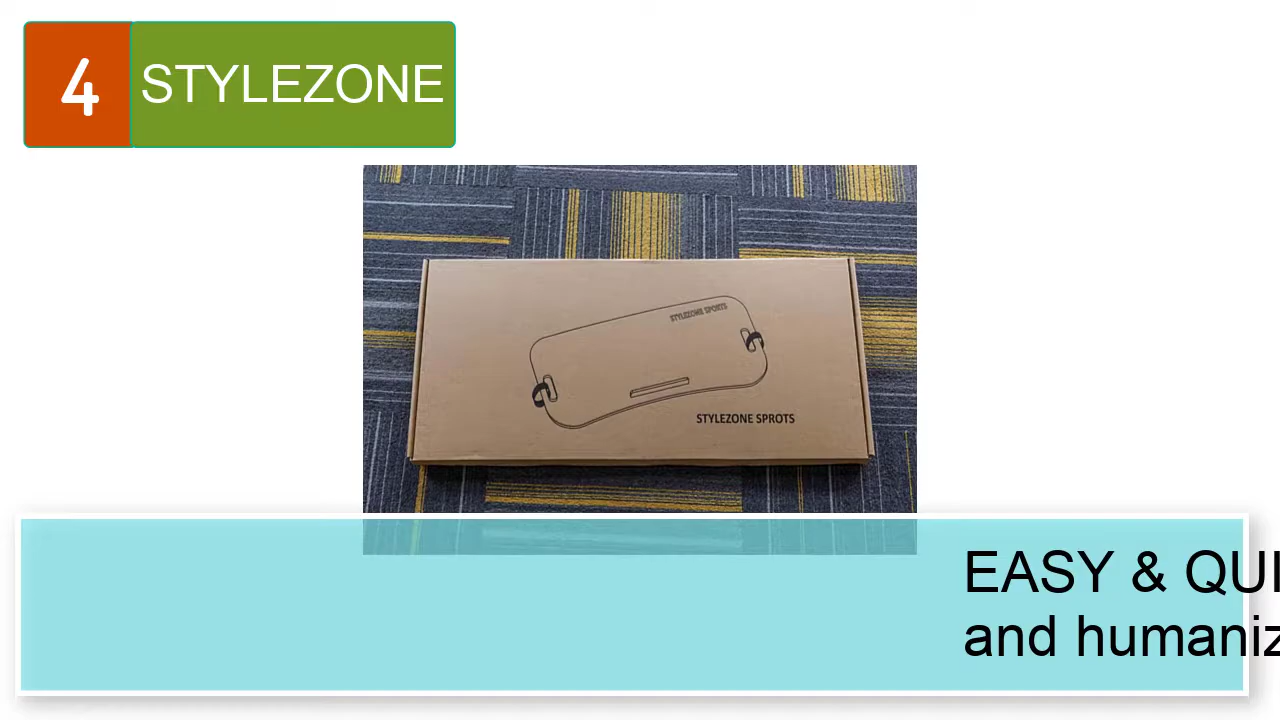 4
STYLEZONE
STYLEZONE SPORTS
STYLEZONE SPROTS
EASY & QUI
and humaniz